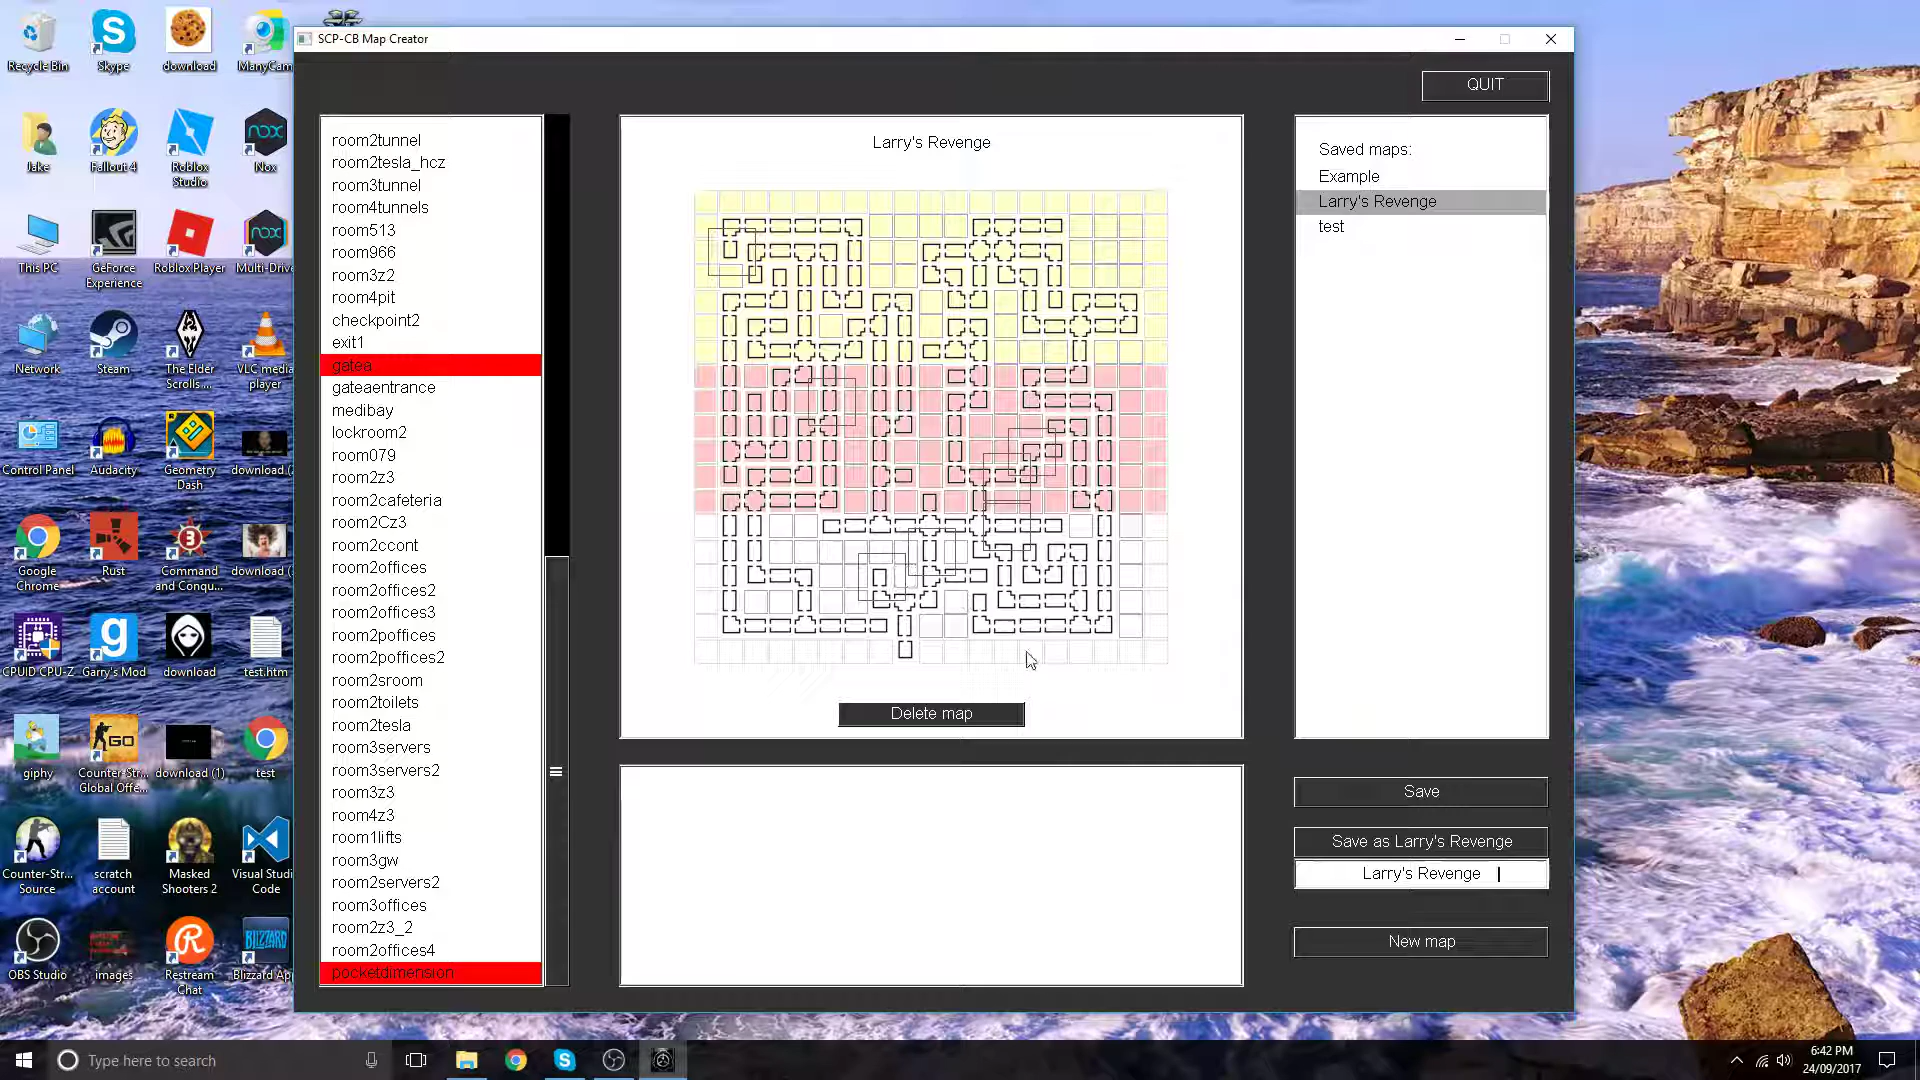 SCP-CB Map Creator
QUIT
room2tunnel
room2tesla_hcz
room3tunnel
room4tunnels
room513
room966
room3z2
room4pit
checkpoint2
exit1
gatea
gateaentrance
medibay
lockroom2
room079
room2z3
room2cafeteria
room2Cz3
room2ccont
room2offices
room2offices2
room2offices3
room2poffices
room2poffices2
room2sroom
room2toilets
room2tesla
room3servers
room3servers2
room3z3
room4z3
room1lifts
room3gw
room2servers2
room3offices
room2z3_2
room2offices4
pocketdimension
Larry's Revenge
Delete map
Saved maps:
Example
Larry's Revenge
test
Save
Save as Larry's Revenge
Larry's Revenge
New map
Recycle Bin
Skype
download
ManyCam
Jake
Fallout 4
Roblox Studio
Nox
This PC
GeForce Experience
Roblox Player
Multi-Drive
Network
Steam
The Elder Scrolls ...
VLC media player
Control Panel
Audacity
Geometry Dash
download (
Google Chrome
Rust
Command and Conqu...
download (
CPUID CPU-Z
Garry's Mod
download
test.htm
giphy
Counter-Str... Global Offe...
download (1)
test
Counter-Str... Source
scratch account
Masked Shooters 2
Visual Studi Code
OBS Studio
images
Restream Chat
Blizzard Ap
Type here to search
6:42 PM
24/09/2017